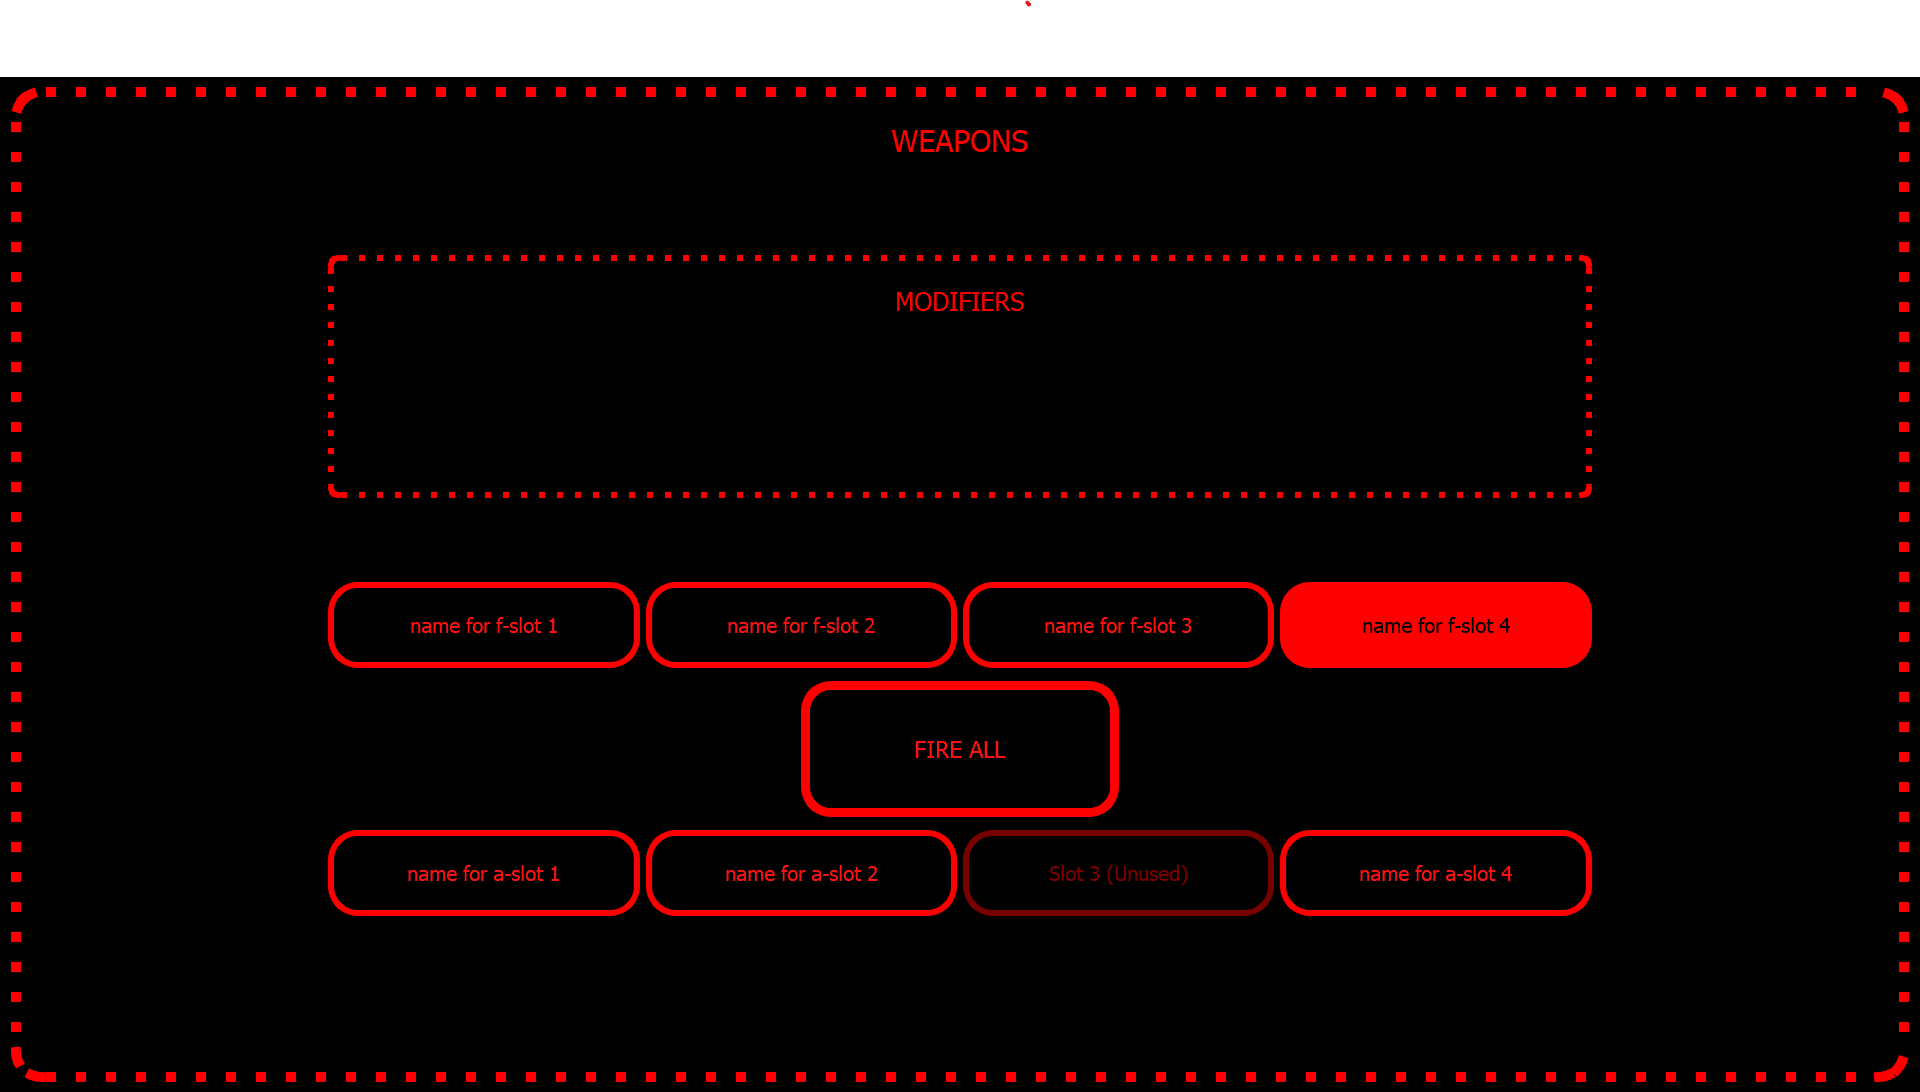 WEAPONS
MODIFIERS
name for f-slot 1
name for f-slot 2
name for f-slot 3
name for f-slot 4
FIRE ALL
name for a-slot 1
name for a-slot 2
Slot 3 (Unused)
name for a-slot 4